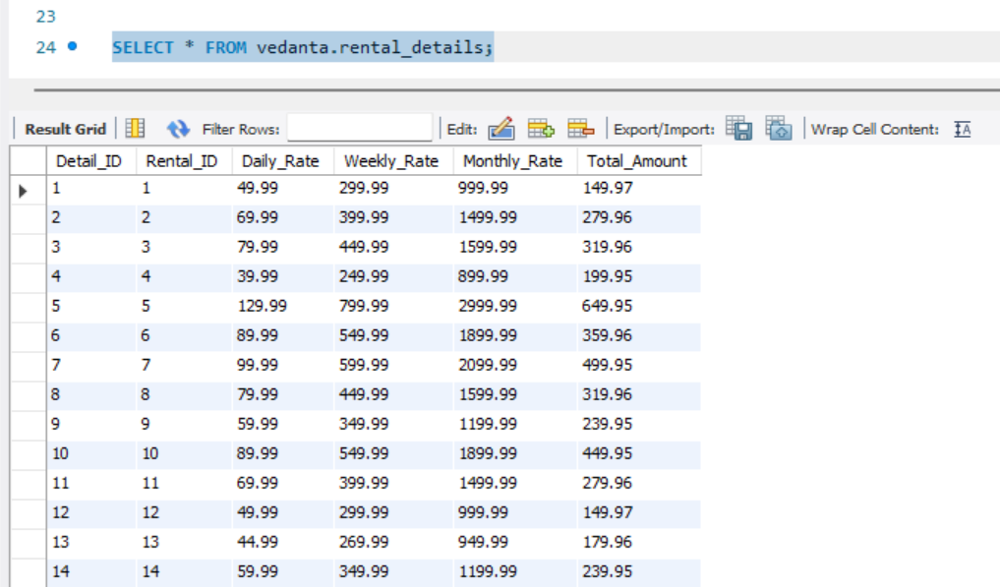 23
24 SELECT * FROM vedanta.rental_details;
Result Grid Filter Rows: Edit: Export/Import: Wrap Cell Content: IA
Detail_ID Rental_ID Daily_Rate Weekly_Rate Monthly_Rate Total_Amount
1 1 49.99 299.99 999.99 149.97
2 2 69.99 399.99 1499.99 279.96
3 3 79.99 449.99 1599.99 319.96
4 4 39.99 249.99 899.99 199.95
5 5 129.99 799.99 2999.99 649.95
6 6 89.99 549.99 1899.99 359.96
7 7 99.99 599.99 2099.99 499.95
8 8 79.99 449.99 1599.99 319.96
9 9 59.99 349.99 1199.99 239.95
10 10 89.99 549.99 1899.99 449.95
11 11 69.99 399.99 1499.99 279.96
12 12 49.99 299.99 999.99 149.97
13 13 44.99 269.99 949.99 179.96
14 14 59.99 349.99 1199.99 239.95